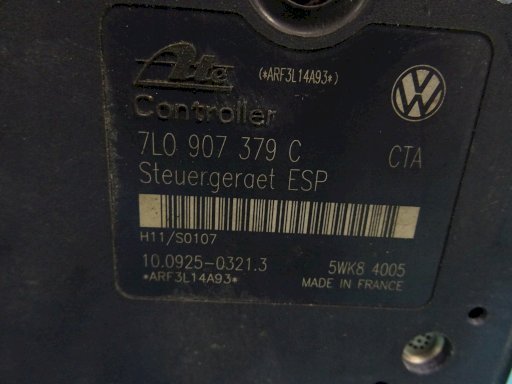 Ate (*ARF3L14A93*)
Controller
7L0 907 379 C CTA
Steuergeraet ESP
H11/S0107
10.0925-0321.3 5WK8 4005
*ARF3L14A93* MADE IN FRANCE